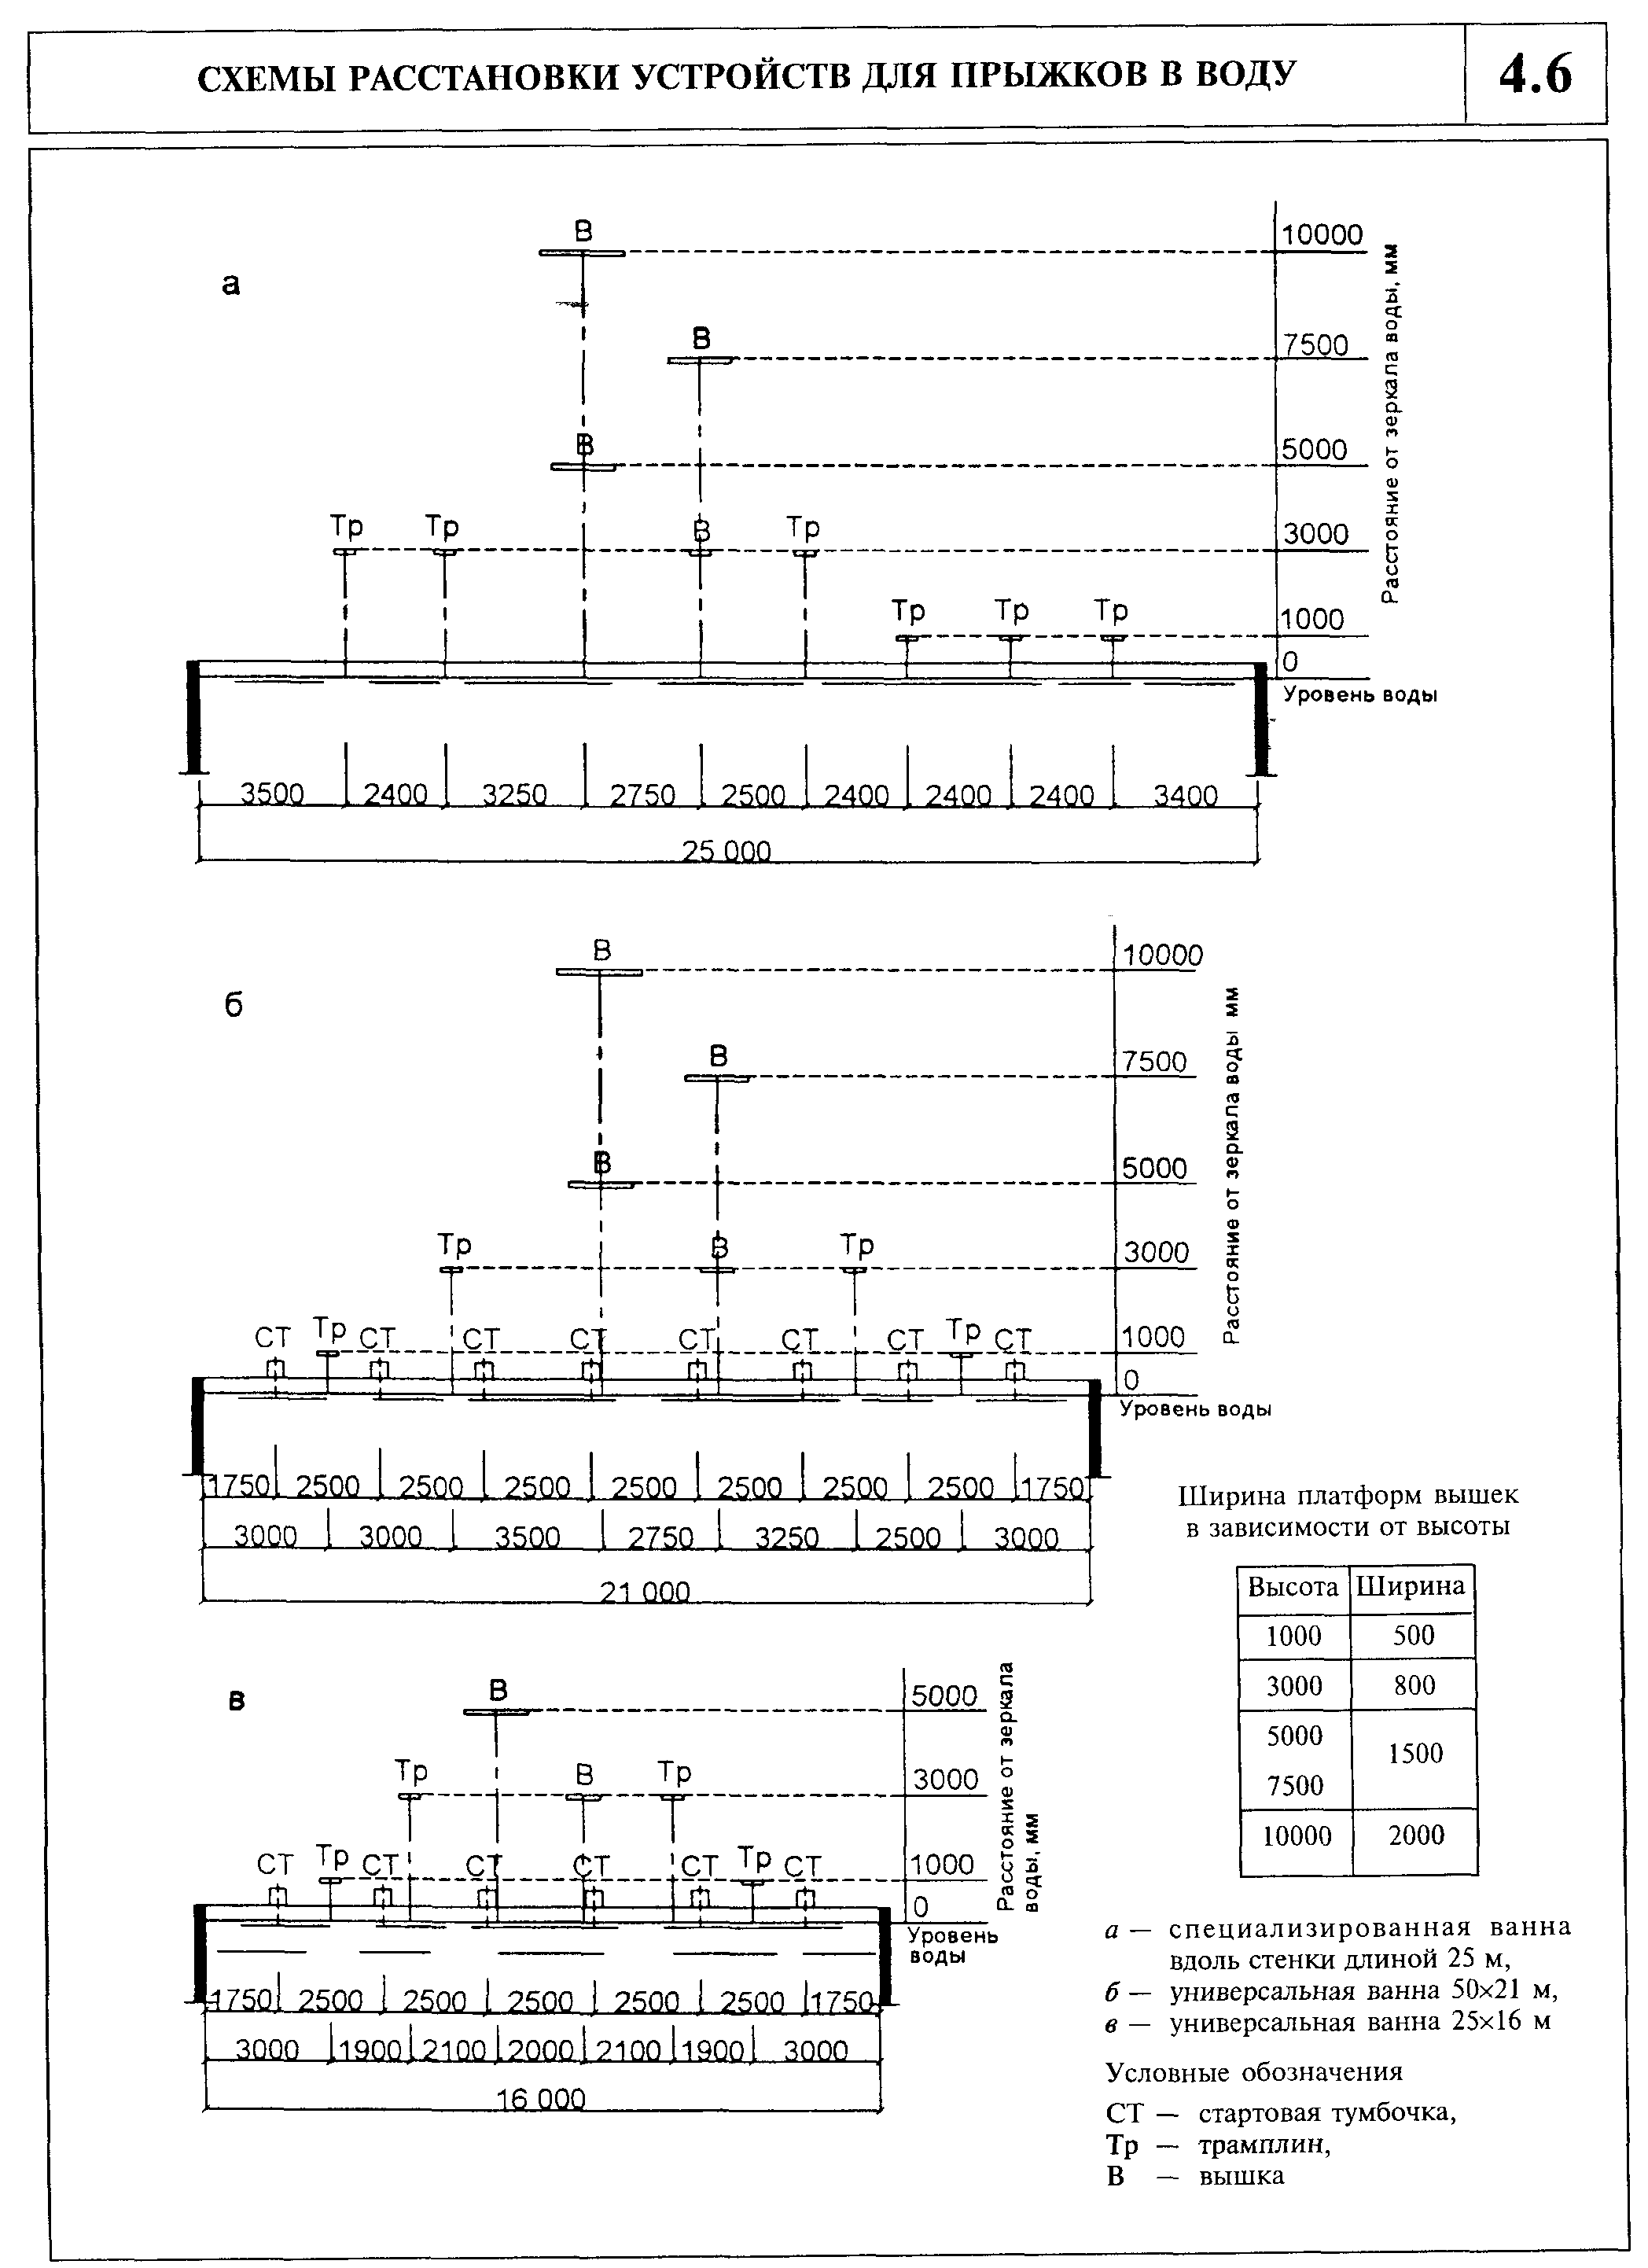 СХЕМЫ РАССТАНОВКИ УСТРОЙСТВ ДЛЯ ПРЫЖКОВ В ВОДУ
4.6
а
В
10000
В
7500
В
5000
Тр Тр В Тр
3000
Тр Тр Тр
1000
0
Уровень воды
Расстояние от зеркала воды, мм
3500 2400 3250 2750 2500 2400 2400 2400 3400
25 000
б
В
10000
В
7500
В
5000
Тр В Тр
3000
СТ Тр СТ СТ СТ СТ СТ СТ Тр СТ
1000
0
Уровень воды
Расстояние от зеркала воды мм
1750 2500 2500 2500 2500 2500 2500 2500 1750
3000 3000 3500 2750 3250 2500 3000
21 000
Ширина платформ вышек
в зависимости от высоты
Высота Ширина
1000 500
3000 800
5000
1500
7500
10000 2000
в
В
5000
Тр В Тр
3000
СТ Тр СТ СТ СТ СТ Тр СТ
1000
0
Уровень
воды
Расстояние от зеркала
воды, мм
1750 2500 2500 2500 2500 2500 1750
3000 1900 2100 2000 2100 1900 3000
16 000
а — специализированная ванна
вдоль стенки длиной 25 м,
б — универсальная ванна 50×21 м,
в — универсальная ванна 25×16 м
Условные обозначения
СТ — стартовая тумбочка,
Тр — трамплин,
В — вышка